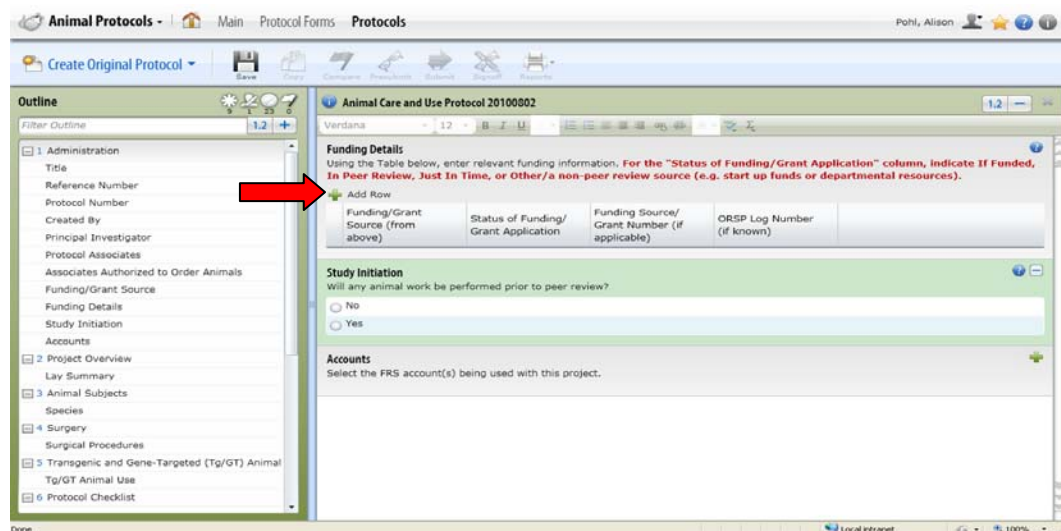 Animal Protocols - Main Protocol Forms Protocols Pohl, Alison
Create Original Protocol Save Copy Compare Submit Signoff Reports
Outline 9 1 23 0
Filter Outline 1.2 +
1 Administration
Title
Reference Number
Protocol Number
Created By
Principal Investigator
Protocol Associates
Associates Authorized to Order Animals
Funding/Grant Source
Funding Details
Study Initiation
Accounts
2 Project Overview
Lay Summary
3 Animal Subjects
Species
4 Surgery
Surgical Procedures
5 Transgenic and Gene-Targeted (Tg/GT) Animal
Tg/GT Animal Use
6 Protocol Checklist
Animal Care and Use Protocol 20100802 1.2
Verdana 12 B I U
Funding Details
Using the Table below, enter relevant funding information. For the "Status of Funding/Grant Application" column, indicate If Funded,
In Peer Review, Just In Time, or Other/a non-peer review source (e.g. start up funds or departmental resources).
Add Row
Funding/Grant
Source (from
above)
Status of Funding/
Grant Application
Funding Source/
Grant Number (if
applicable)
ORSP Log Number
(if known)
Study Initiation
Will any animal work be performed prior to peer review?
No
Yes
Accounts
Select the FRS account(s) being used with this project.
Done Local intranet 100%